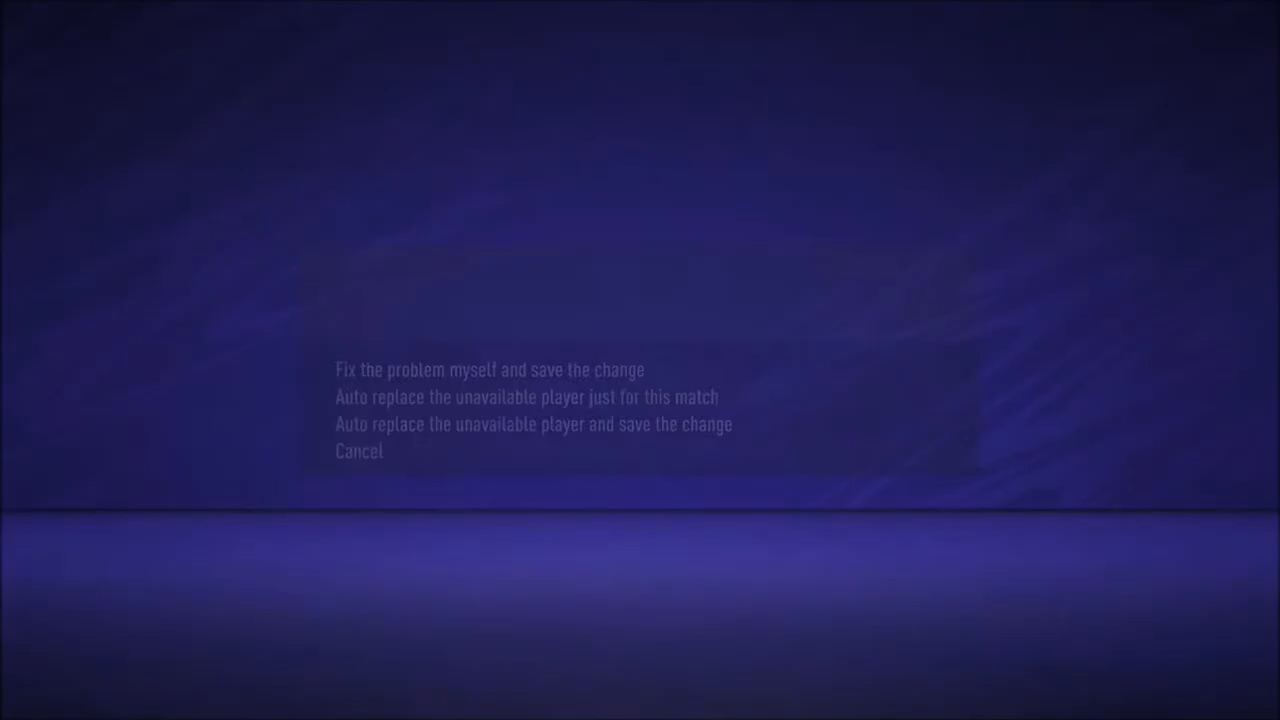 Fix the problem myself and save the change
Auto replace the unavailable player just for this match
Auto replace the unavailable player and save the change
Cancel